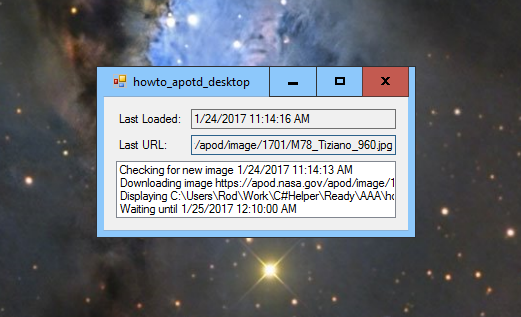 howto_apotd_desktop
Last Loaded: 1/24/2017 11:14:16 AM
Last URL: /apod/image/1701/M78_Tiziano_960.jpg
Checking for new image 1/24/2017 11:14:13 AM
Downloading image https://apod.nasa.gov/apod/image/1
Displaying C:\Users\Rod\Work\C#Helper\Ready\AAA\ho
Waiting until 1/25/2017 12:10:00 AM